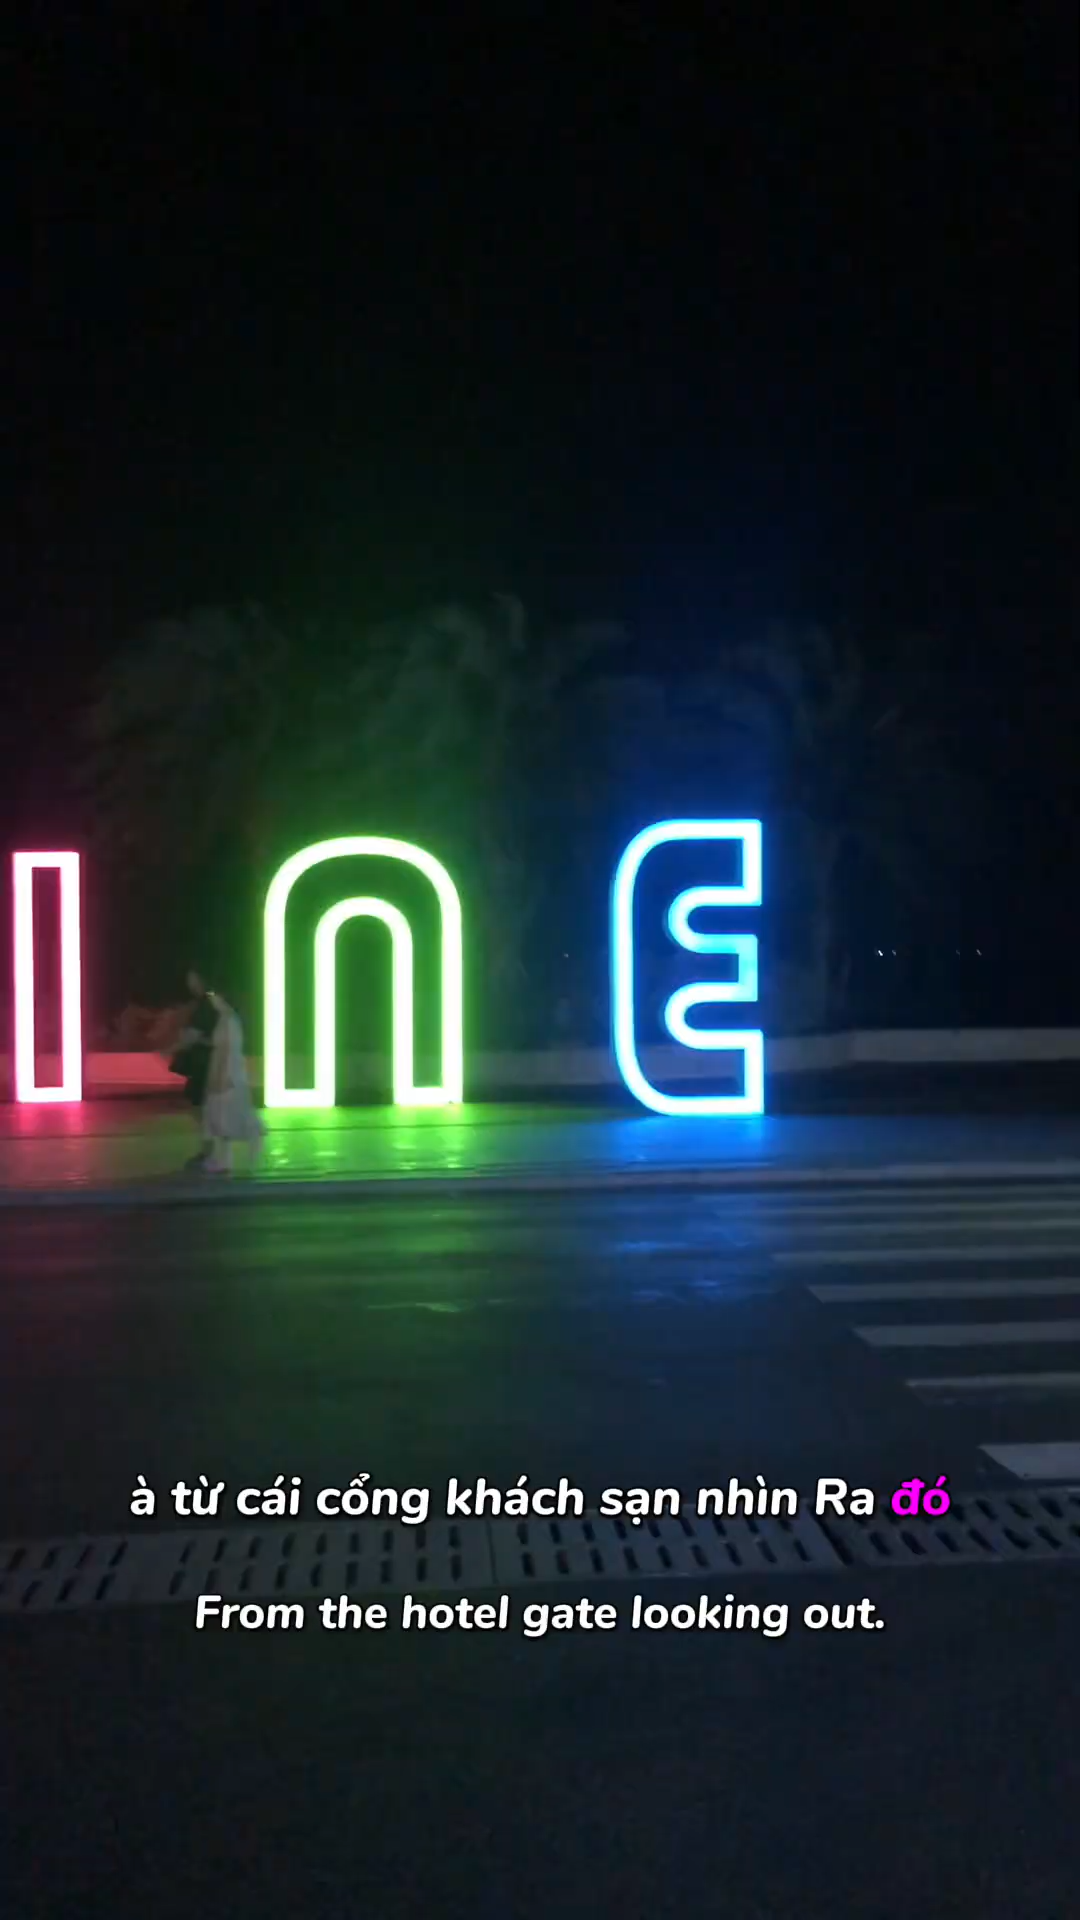 INE
à từ cái cổng khách sạn nhìn Ra đó
From the hotel gate looking out.